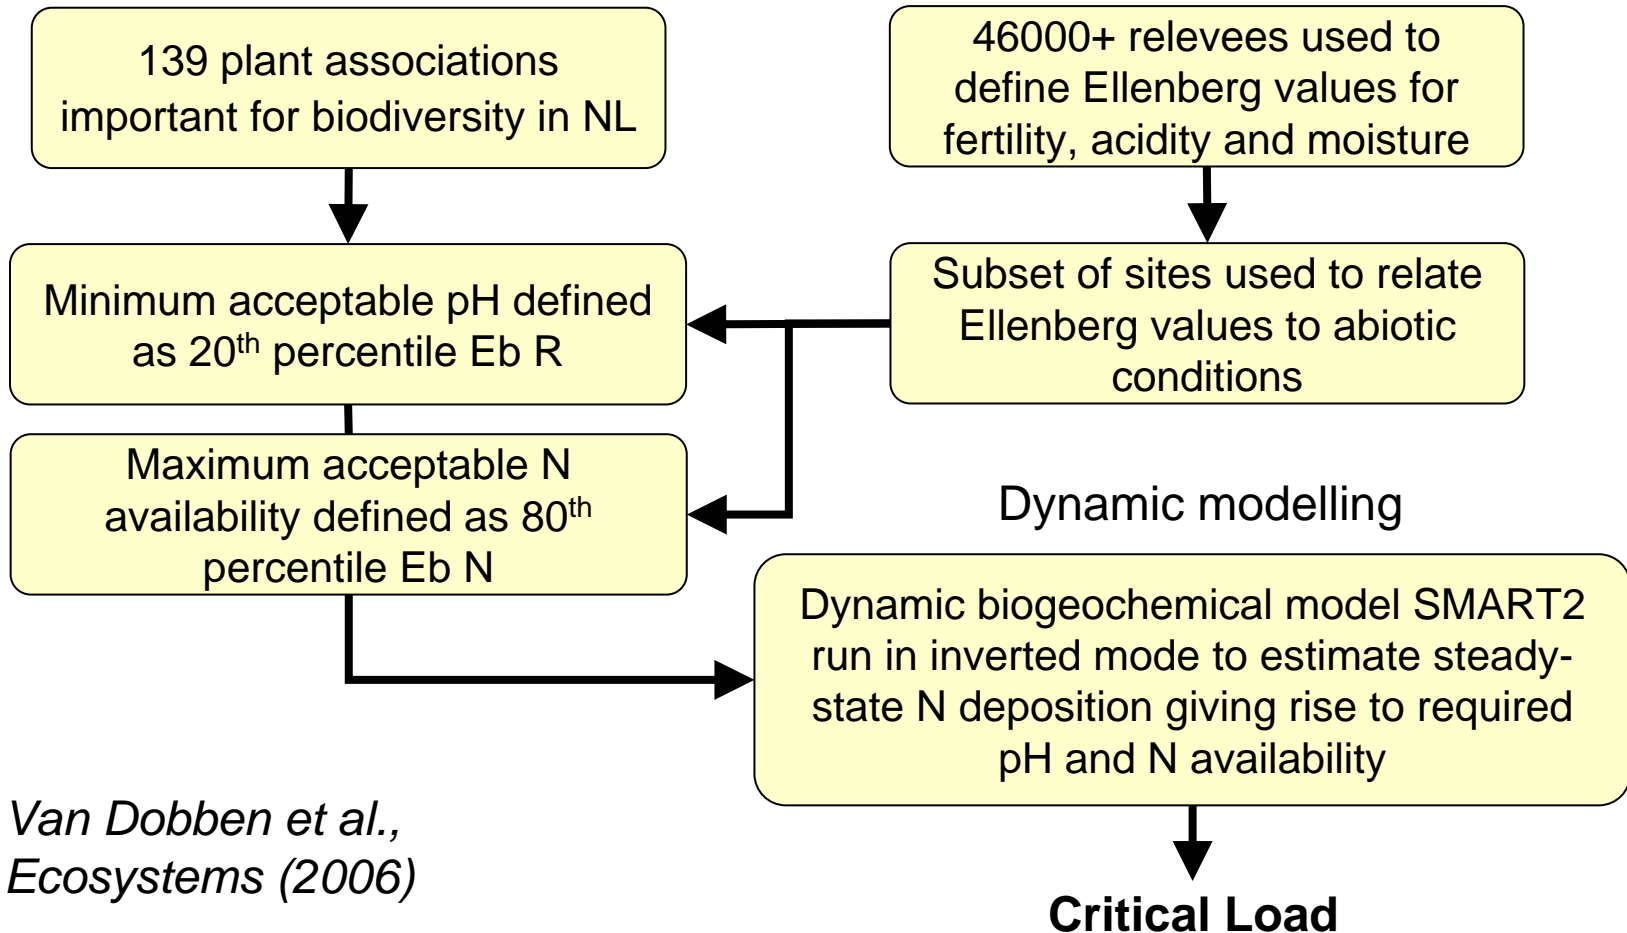 139 plant associations
important for biodiversity in NL
46000+ relevees used to
define Ellenberg values for
fertility, acidity and moisture
Minimum acceptable pH defined
as 20th percentile Eb R
Subset of sites used to relate
Ellenberg values to abiotic
conditions
Maximum acceptable N
availability defined as 80th
percentile Eb N
Dynamic modelling
Dynamic biogeochemical model SMART2
run in inverted mode to estimate steady-
state N deposition giving rise to required
pH and N availability
Van Dobben et al.,
Ecosystems (2006)
Critical Load